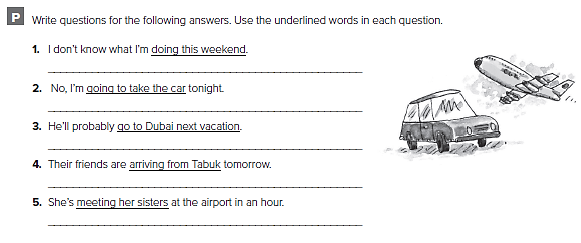 P Write questions for the following answers. Use the underlined words in each question.
1. I don't know what I'm doing this weekend.
2. No, I'm going to take the car tonight.
3. He'll probably go to Dubai next vacation.
4. Their friends are arriving from Tabuk tomorrow.
5. She's meeting her sisters at the airport in an hour.